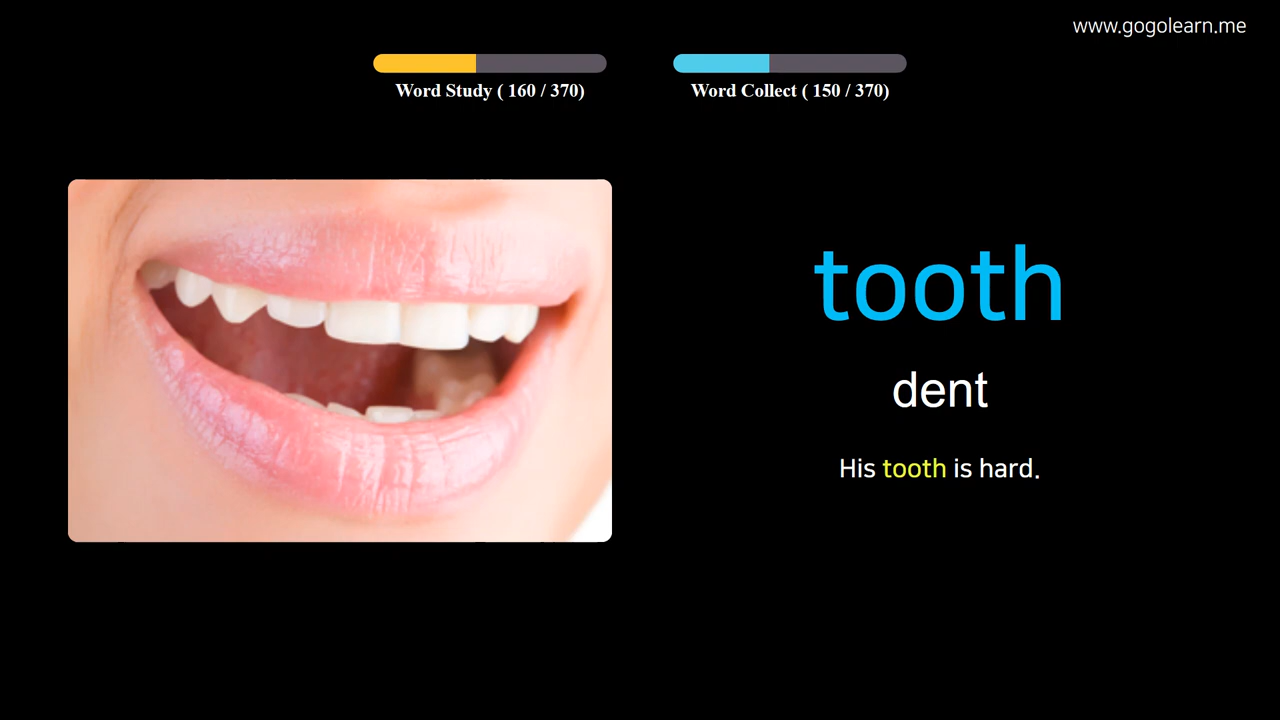 www.gogolearn.me
Word Study ( 160 / 370)
Word Collect ( 150 / 370)
tooth
dent
His tooth is hard.